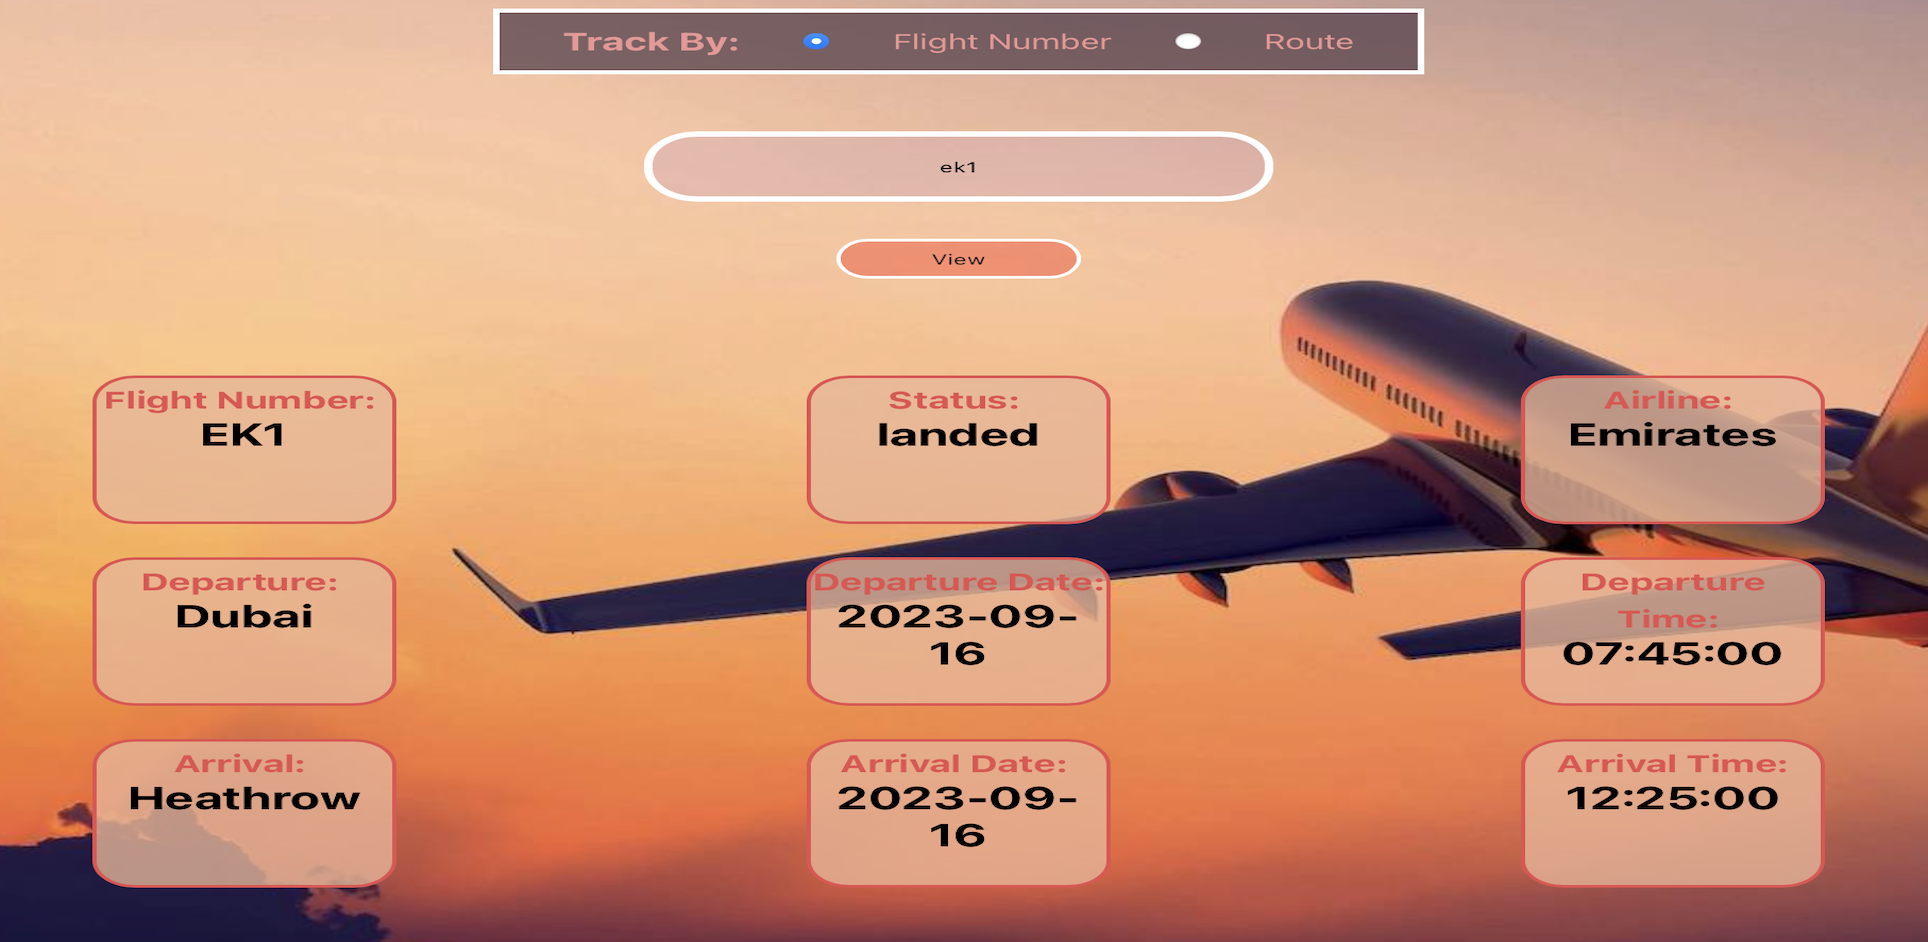 Track By: Flight Number Route
ek1
View
Flight Number:
EK1
Status:
landed
Airline:
Emirates
Departure:
Dubai
Departure Date:
2023-09-
16
Departure
Time:
07:45:00
Arrival:
Heathrow
Arrival Date:
2023-09-
16
Arrival Time:
12:25:00